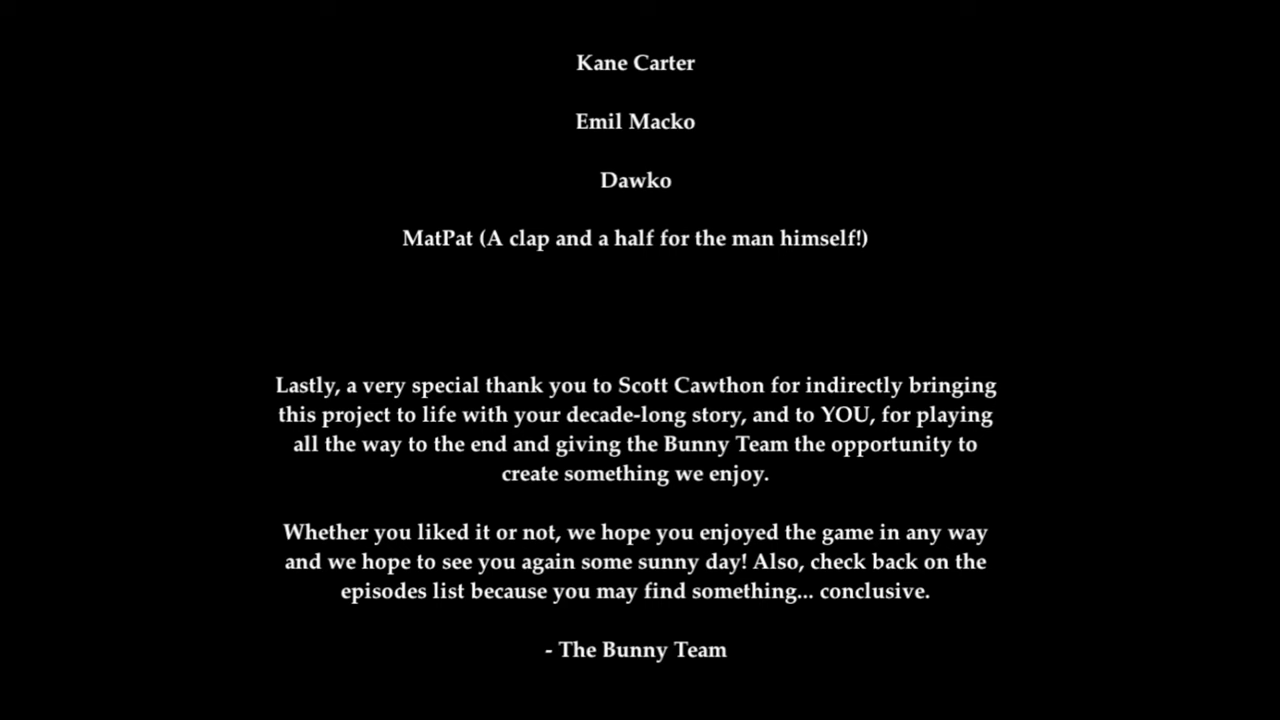 Kane Carter
Emil Macko
Dawko
MatPat (A clap and a half for the man himself!)
Lastly, a very special thank you to Scott Cawthon for indirectly bringing
this project to life with your decade-long story, and to YOU, for playing
all the way to the end and giving the Bunny Team the opportunity to
create something we enjoy.
Whether you liked it or not, we hope you enjoyed the game in any way
and we hope to see you again some sunny day! Also, check back on the
episodes list because you may find something... conclusive.
- The Bunny Team